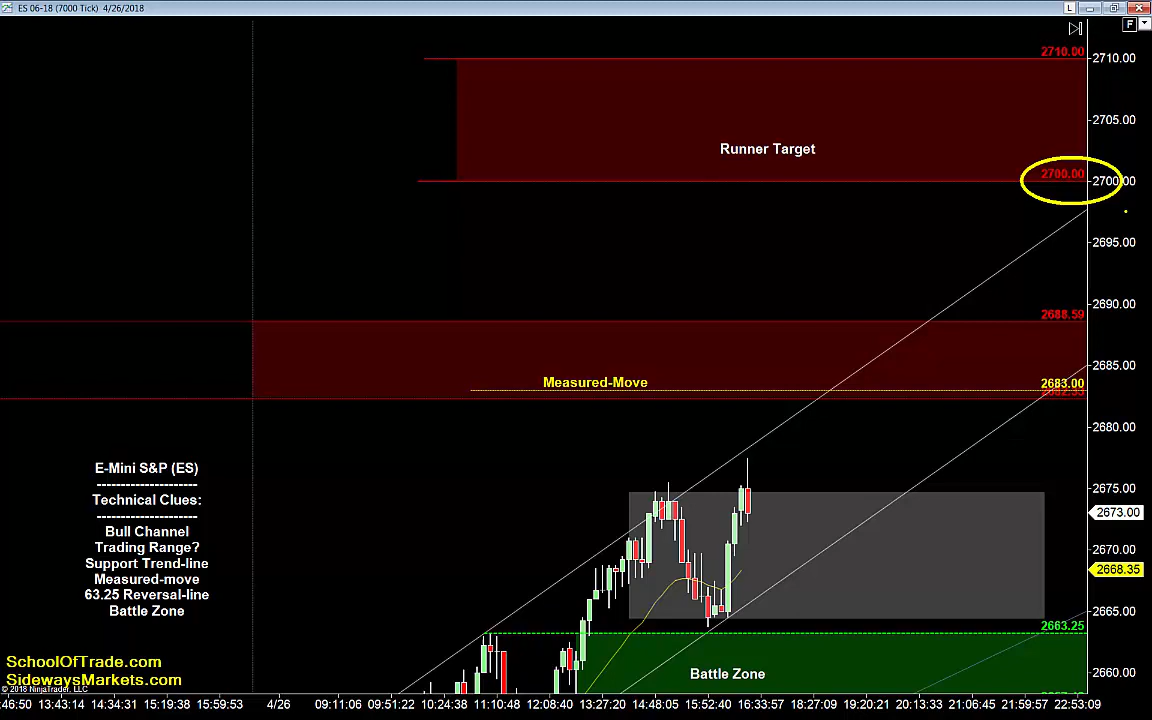 ES 06-18 (7000 Tick) 4/26/2018
L
F
2710.00
2710.00
2705.00
Runner Target
2700.00
2700.00
2695.00
2690.00
2688.59
2685.00
Measured-Move
2683.00
2680.00
E-Mini S&P (ES)
--------------------
Technical Clues:
--------------------
Bull Channel
Trading Range?
Support Trend-line
Measured-move
63.25 Reversal-line
Battle Zone
2675.00
2673.00
2670.00
2668.35
2665.00
2663.25
2660.00
Battle Zone
SchoolOfTrade.com
SidewaysMarkets.com
© 2018 NinjaTrader, LLC
:46:50 13:43:14 14:34:31 15:19:38 15:59:53 4/26 09:11:06 09:51:22 10:24:38 11:10:48 12:08:40 13:27:20 14:48:05 15:52:40 16:33:57 18:27:09 19:20:21 20:13:33 21:06:45 21:59:57 22:53:09